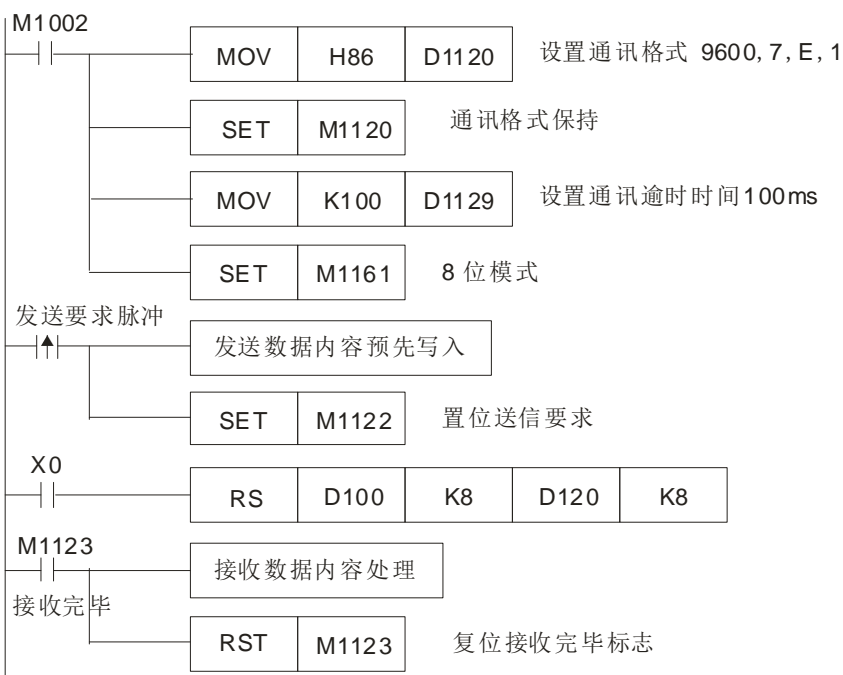 M1002
MOV H86 D1120 设置通讯格式 9600,7,E,1
SET M1120 通讯格式保持
MOV K100 D1129 设置通讯逾时时间100ms
SET M1161 8位模式
发送要求脉冲
发送数据内容预先写入
SET M1122 置位送信要求
X0
RS D100 K8 D120 K8
M1123
接收数据内容处理
接收完毕
RST M1123 复位接收完毕标志